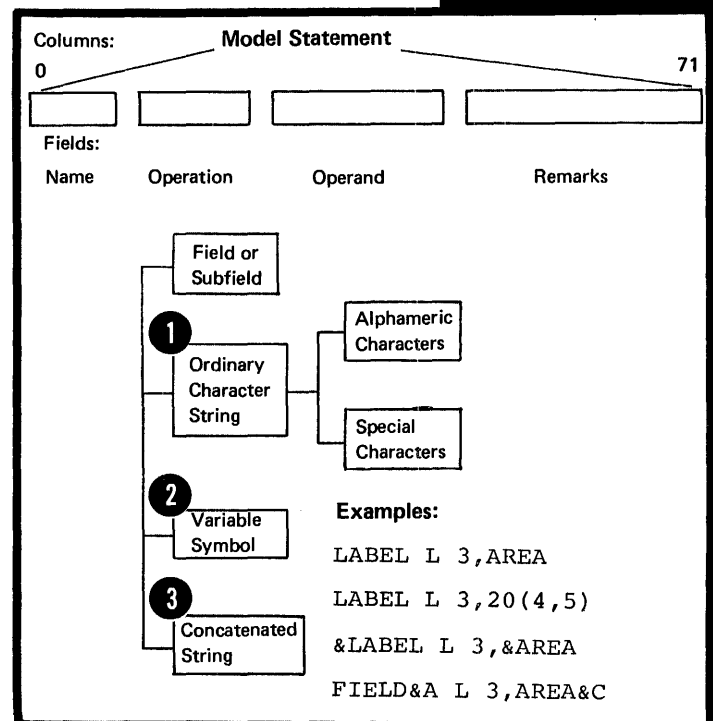 Columns: Model Statement
0 71
Fields:
Name Operation Operand Remarks
Field or
Subfield
1
Ordinary
Character
String
Alphameric
Characters
Special
Characters
2
Variable
Symbol
3
Concatenated
String
Examples:
LABEL L 3,AREA
LABEL L 3,20(4,5)
&LABEL L 3,&AREA
FIELD&A L 3,AREA&C